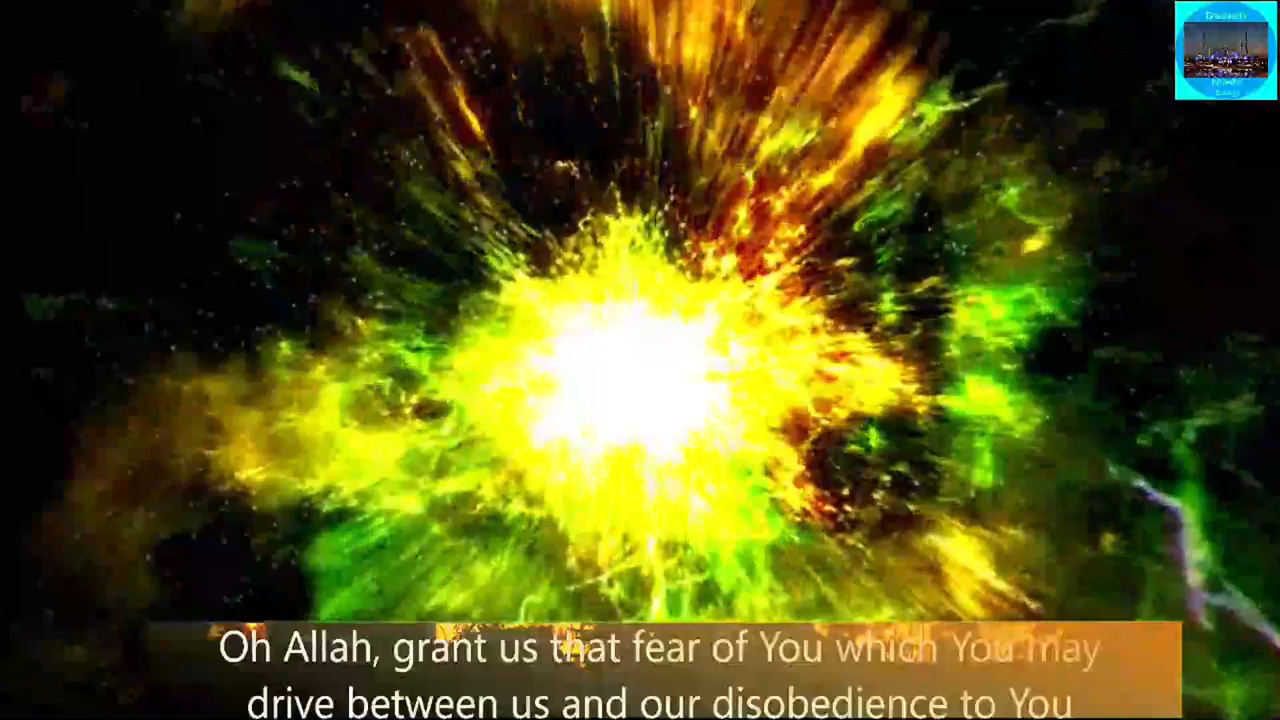 Oh Allah, grant us that fear of You which You may
drive between us and our disobedience to You